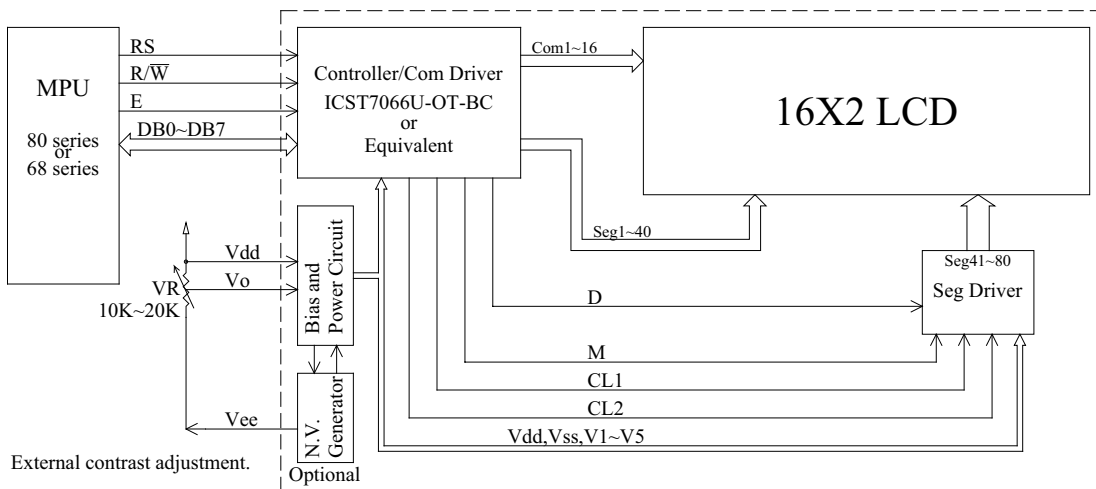 MPU
80 series
or
68 series
RS
R/W̅
E
DB0~DB7
Controller/Com Driver
ICST7066U-OT-BC
or
Equivalent
Com1~16
16X2 LCD
Seg1~40
Seg41~80
Seg Driver
Vdd
Vo
VR
10K~20K
Bias and
Power Circuit
D
M
CL1
CL2
Vdd,Vss,V1~V5
Vee
N.V.
Generator
Optional
External contrast adjustment.